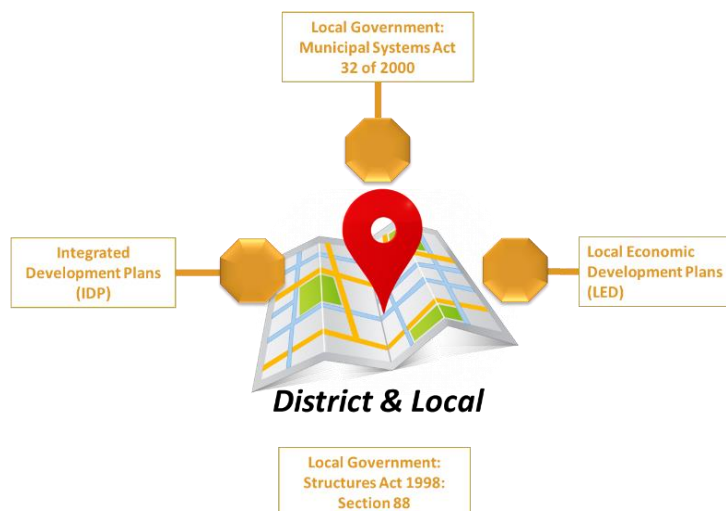 Local Government:
Municipal Systems Act
32 of 2000
Integrated
Development Plans
(IDP)
Local Economic
Development Plans
(LED)
District & Local
Local Government:
Structures Act 1998:
Section 88